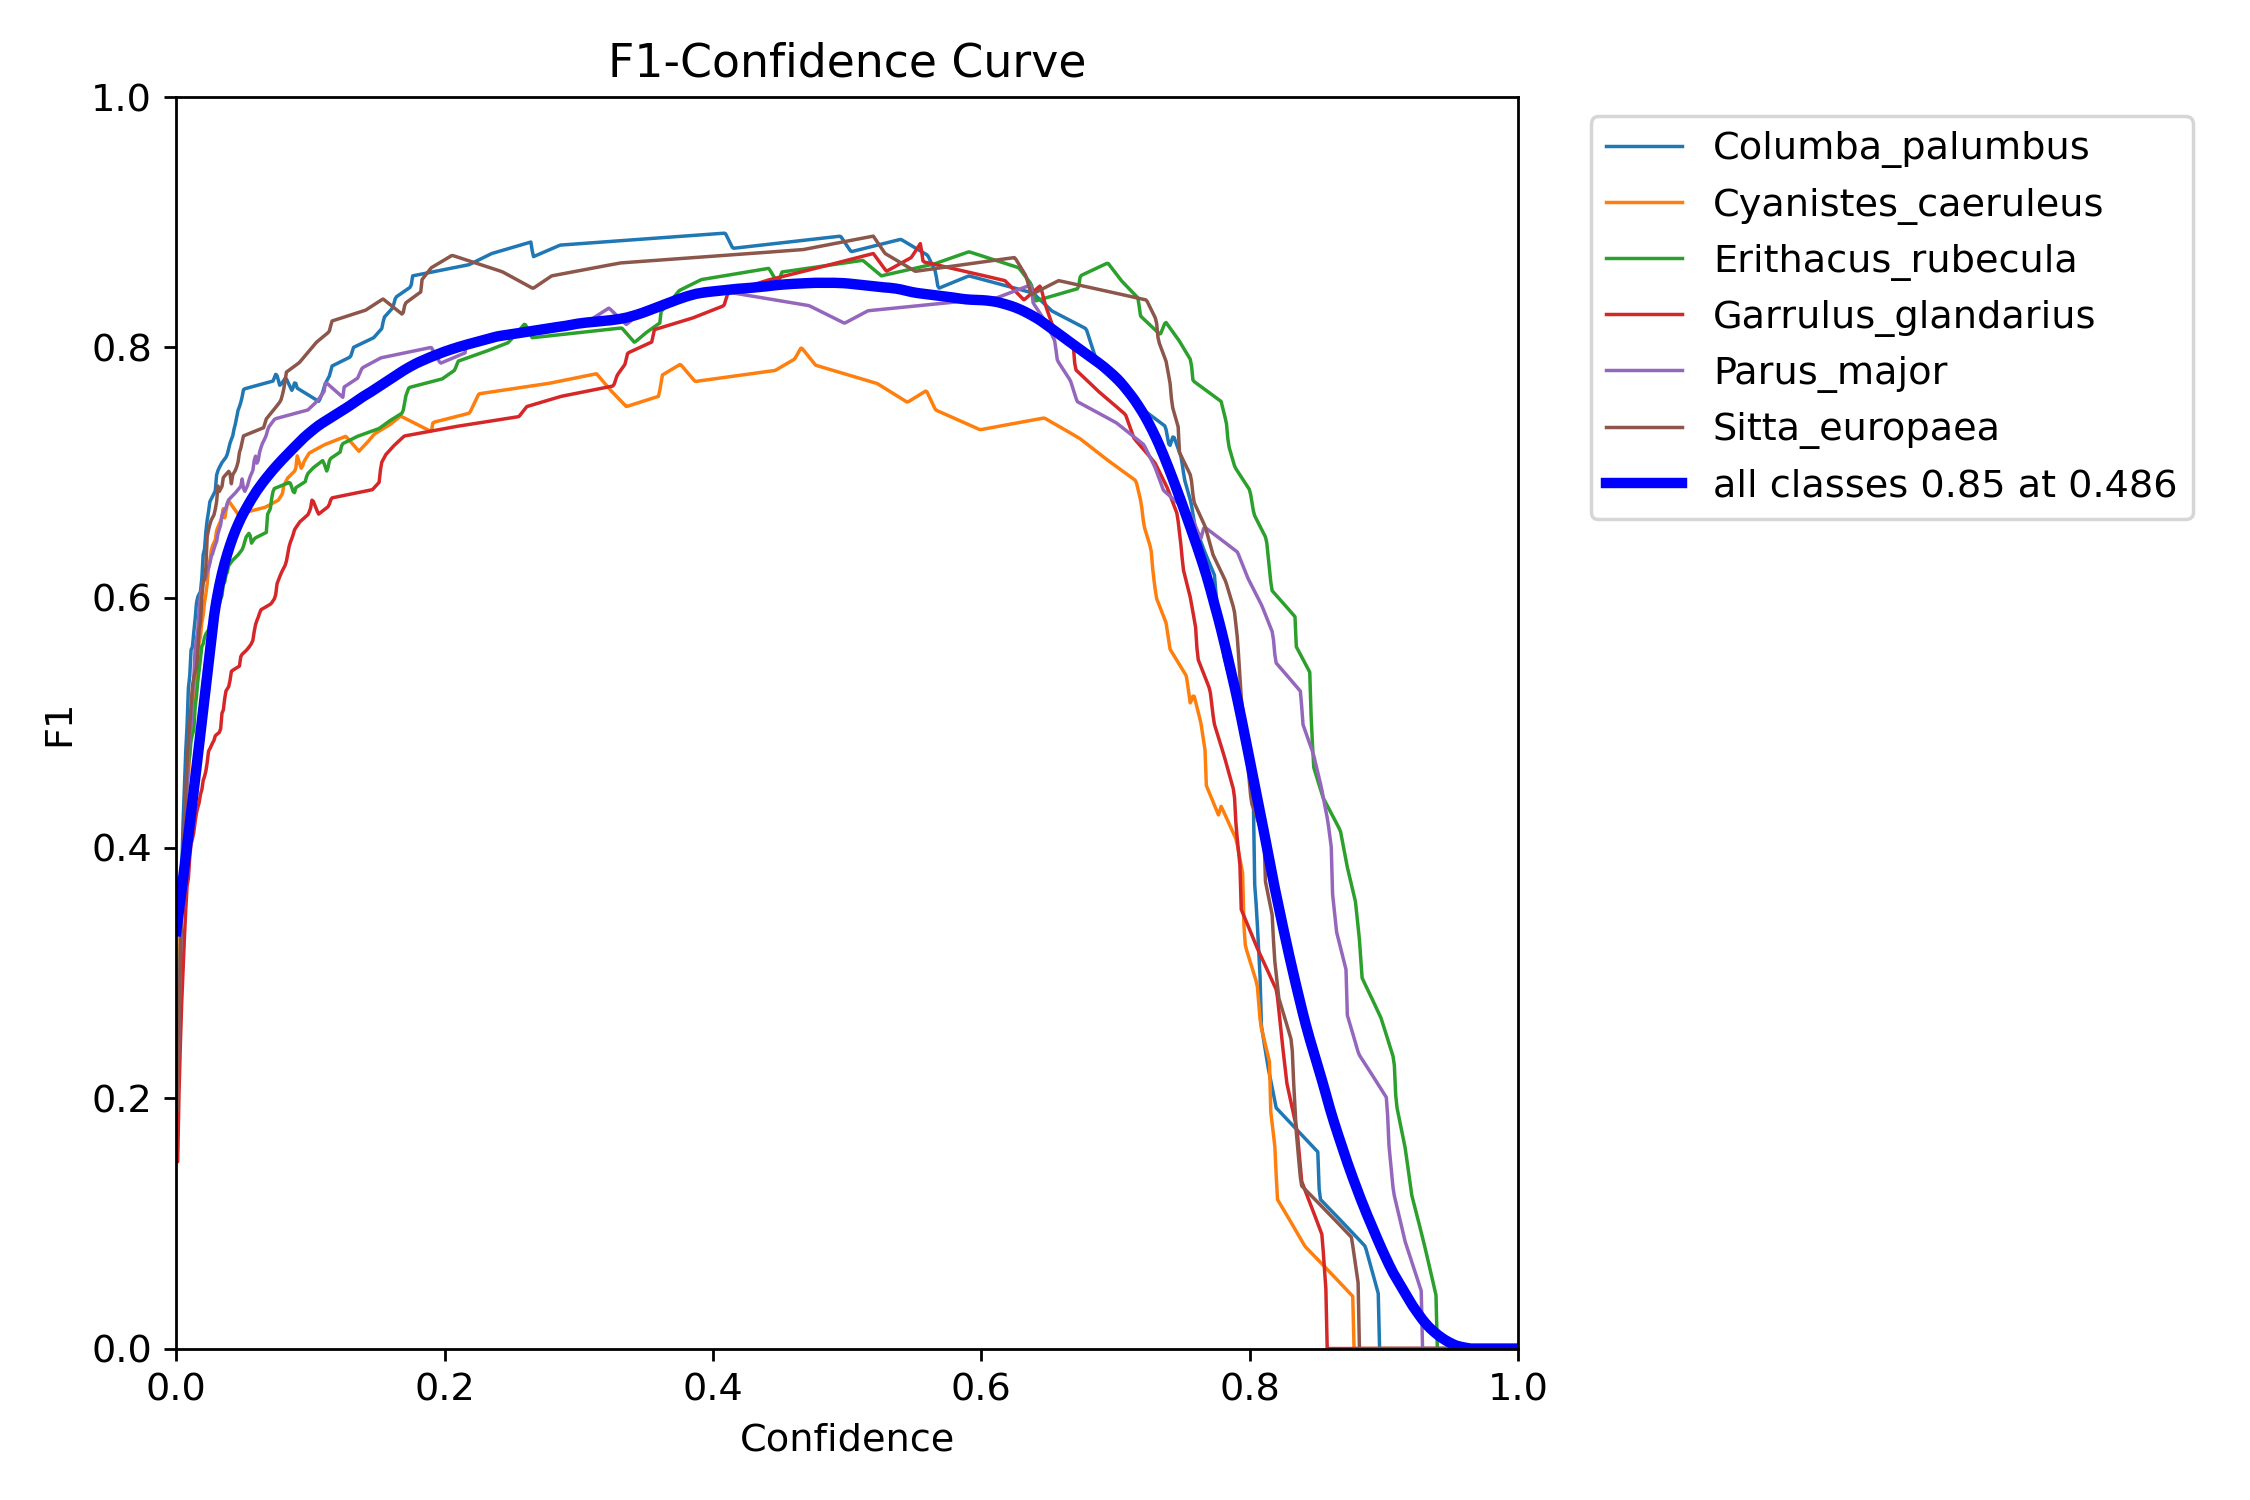 F1-Confidence Curve
1.0
0.8
0.6
0.4
0.2
0.0
F1
0.0
0.2
0.4
0.6
0.8
1.0
Confidence
Columba_palumbus
Cyanistes_caeruleus
Erithacus_rubecula
Garrulus_glandarius
Parus_major
Sitta_europaea
all classes 0.85 at 0.486